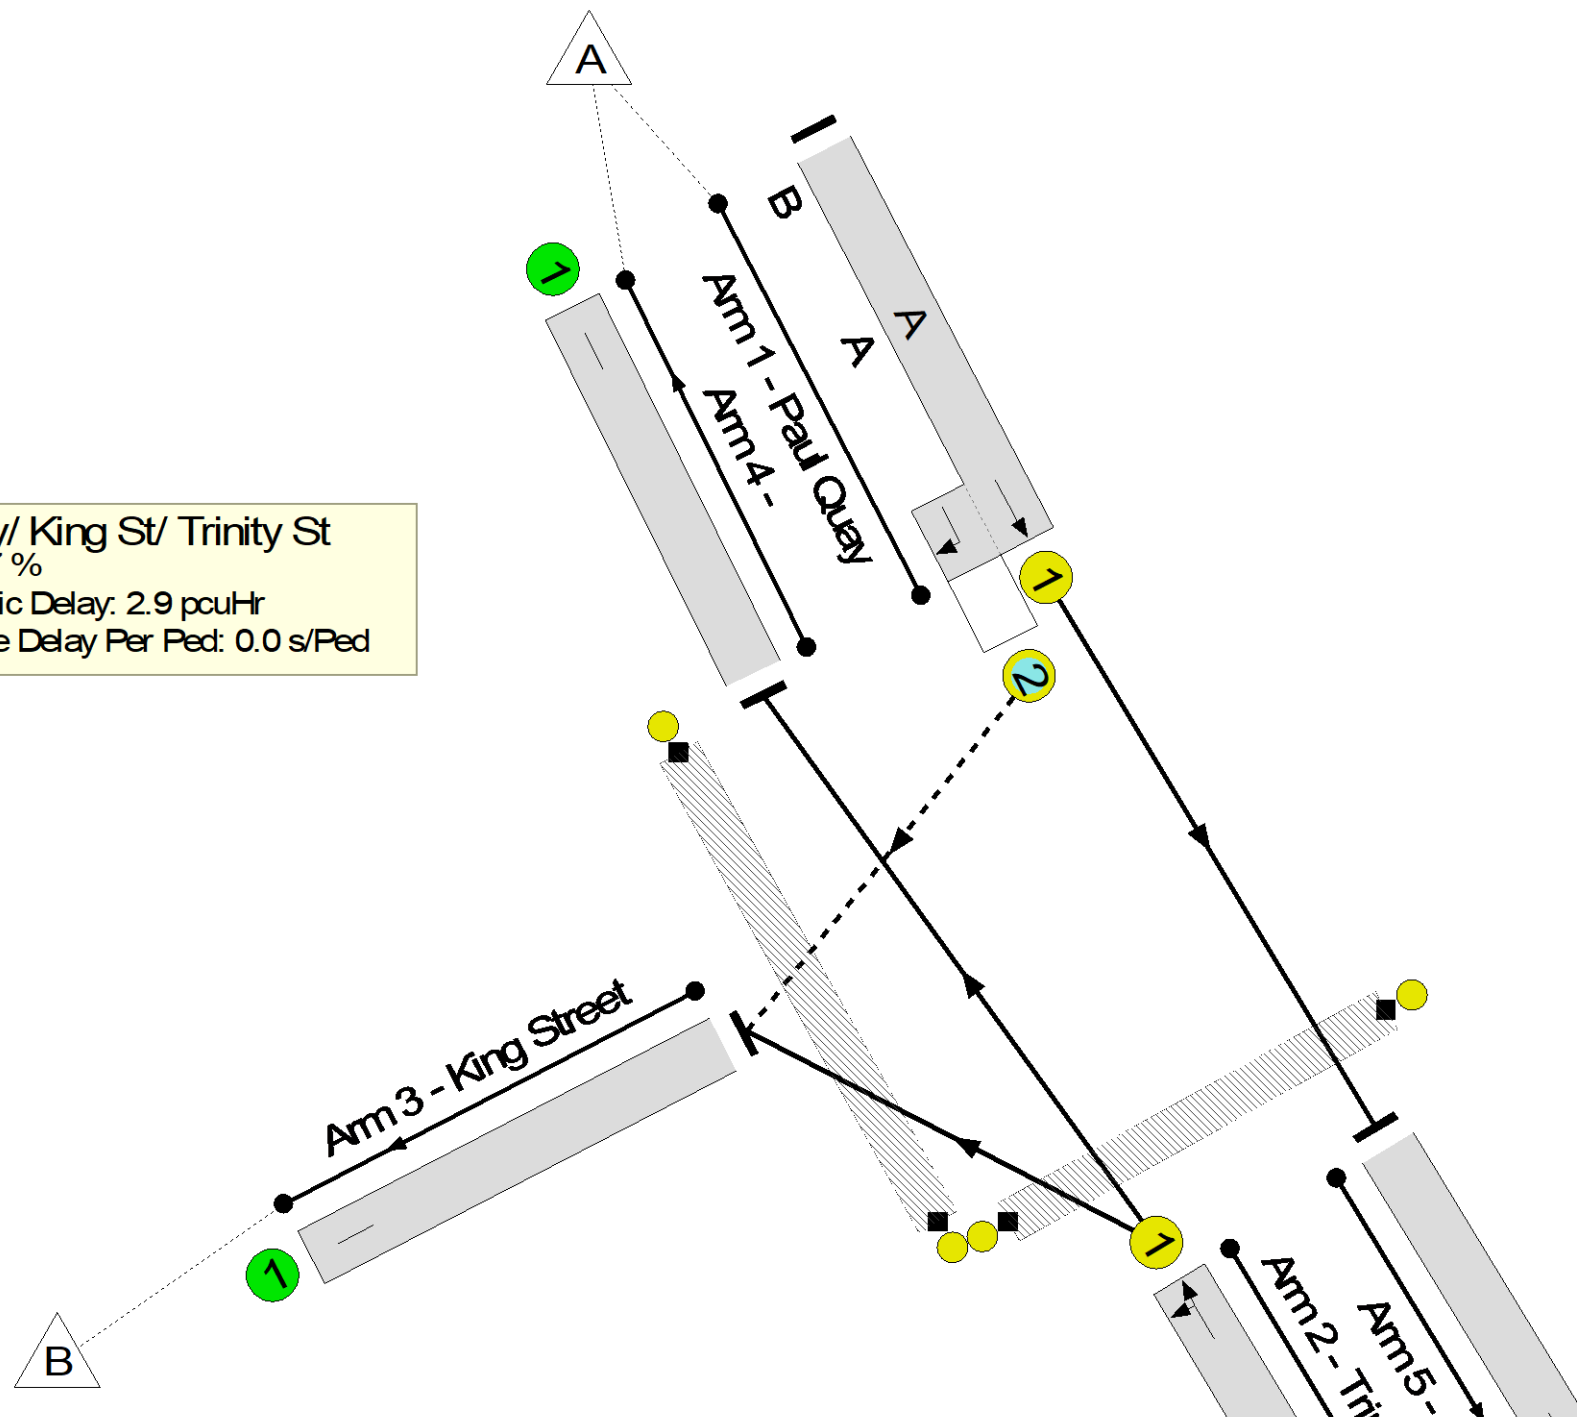 A
B
A
A
1
Arm 1 - Paul Quay
Arm 4 -
1
2
y/ King St/ Trinity St
%
ic Delay: 2.9 pcuHr
e Delay Per Ped: 0.0 s/Ped
Arm 3 - King Street
1
1
Arm 2 - Tri
Arm 5 -
B